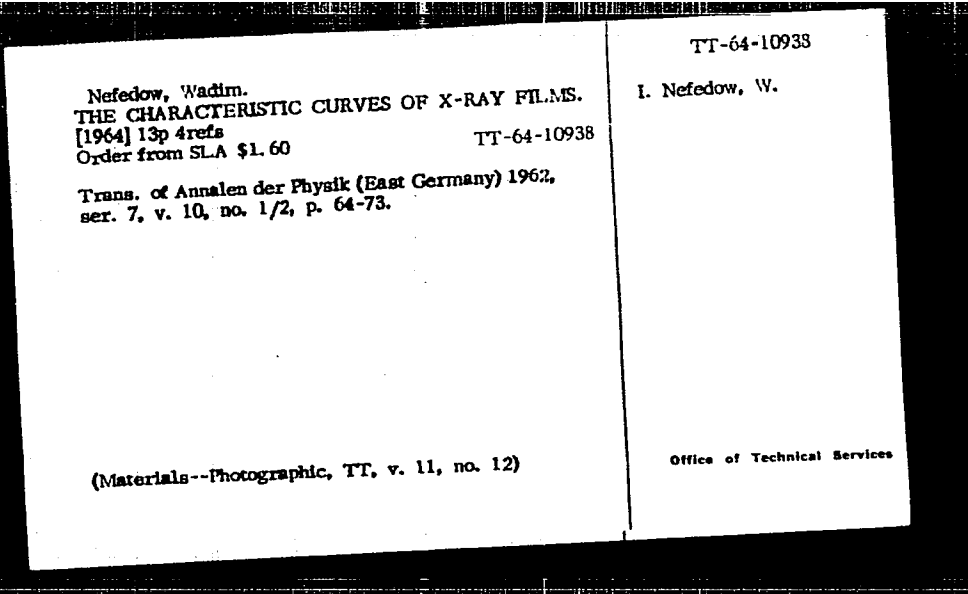 Nefedow, Wadim.
THE CHARACTERISTIC CURVES OF X-RAY FILMS.
[1964] 13p 4refs
Order from SLA $1.60 TT-64-10938
Trans. of Annalen der Physik (East Germany) 1962,
ser. 7, v. 10, no. 1/2, p. 64-73.
(Materials--Photographic, TT, v. 11, no. 12)
TT-64-10938
I. Nefedow, W.
Office of Technical Services